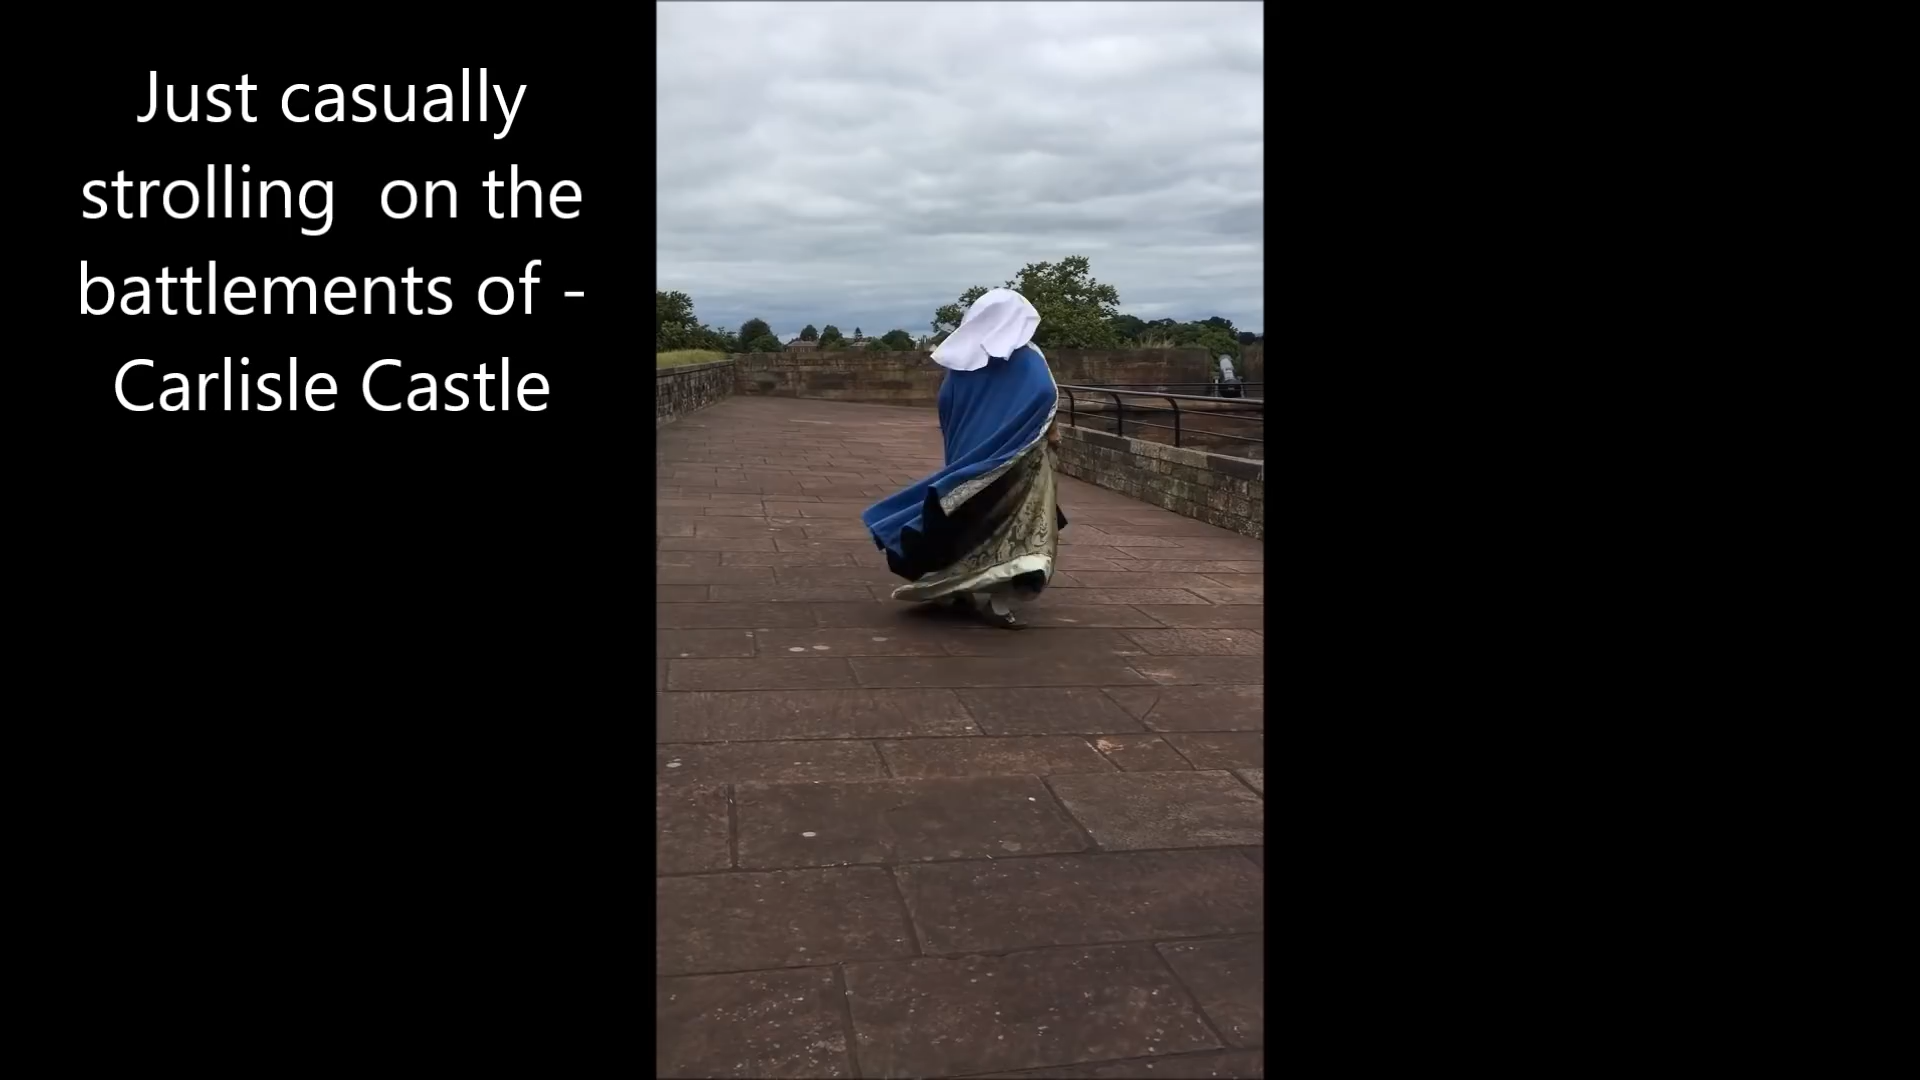 Just casually
strolling  on the
battlements of -
Carlisle Castle